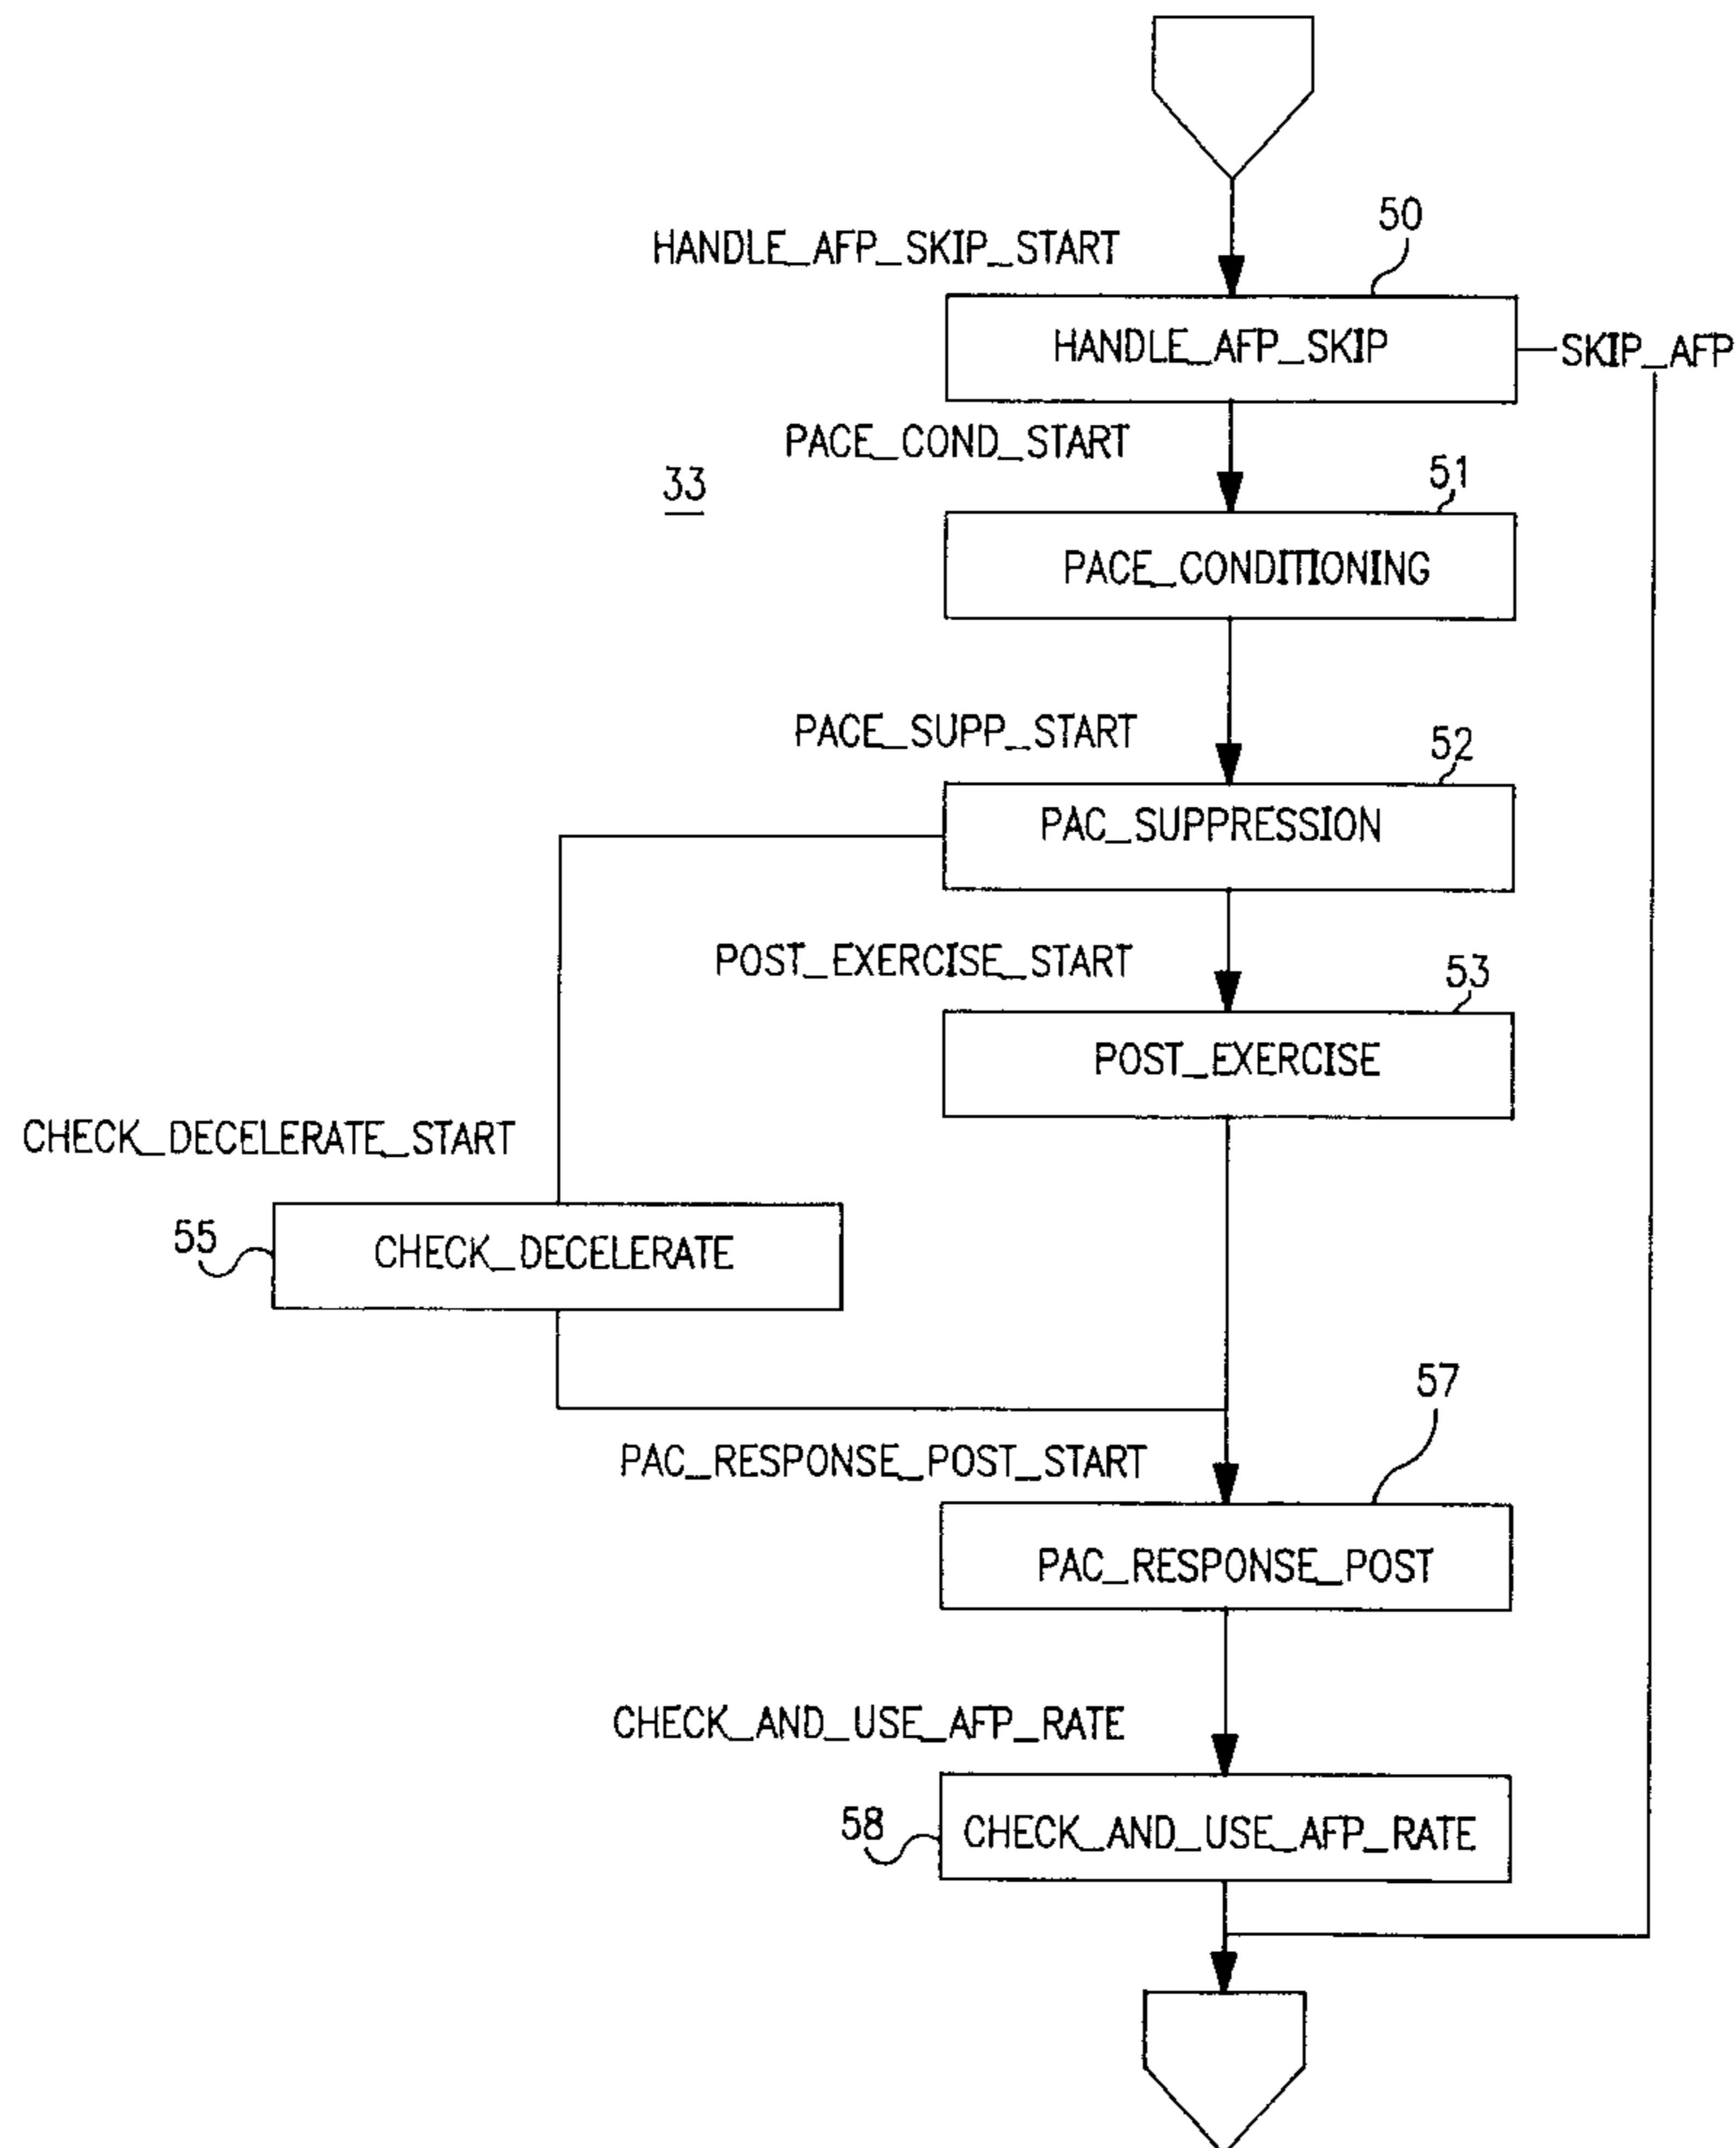 50
HANDLE_AFP_SKIP_START
HANDLE_AFP_SKIP
SKIP_AFP
PACE_COND_START
33
51
PACE_CONDITIONING
PACE_SUPP_START
52
PAC_SUPPRESSION
POST_EXERCISE_START
53
POST_EXERCISE
CHECK_DECELERATE_START
55
CHECK_DECELERATE
57
PAC_RESPONSE_POST_START
PAC_RESPONSE_POST
CHECK_AND_USE_AFP_RATE
58
CHECK_AND_USE_AFP_RATE